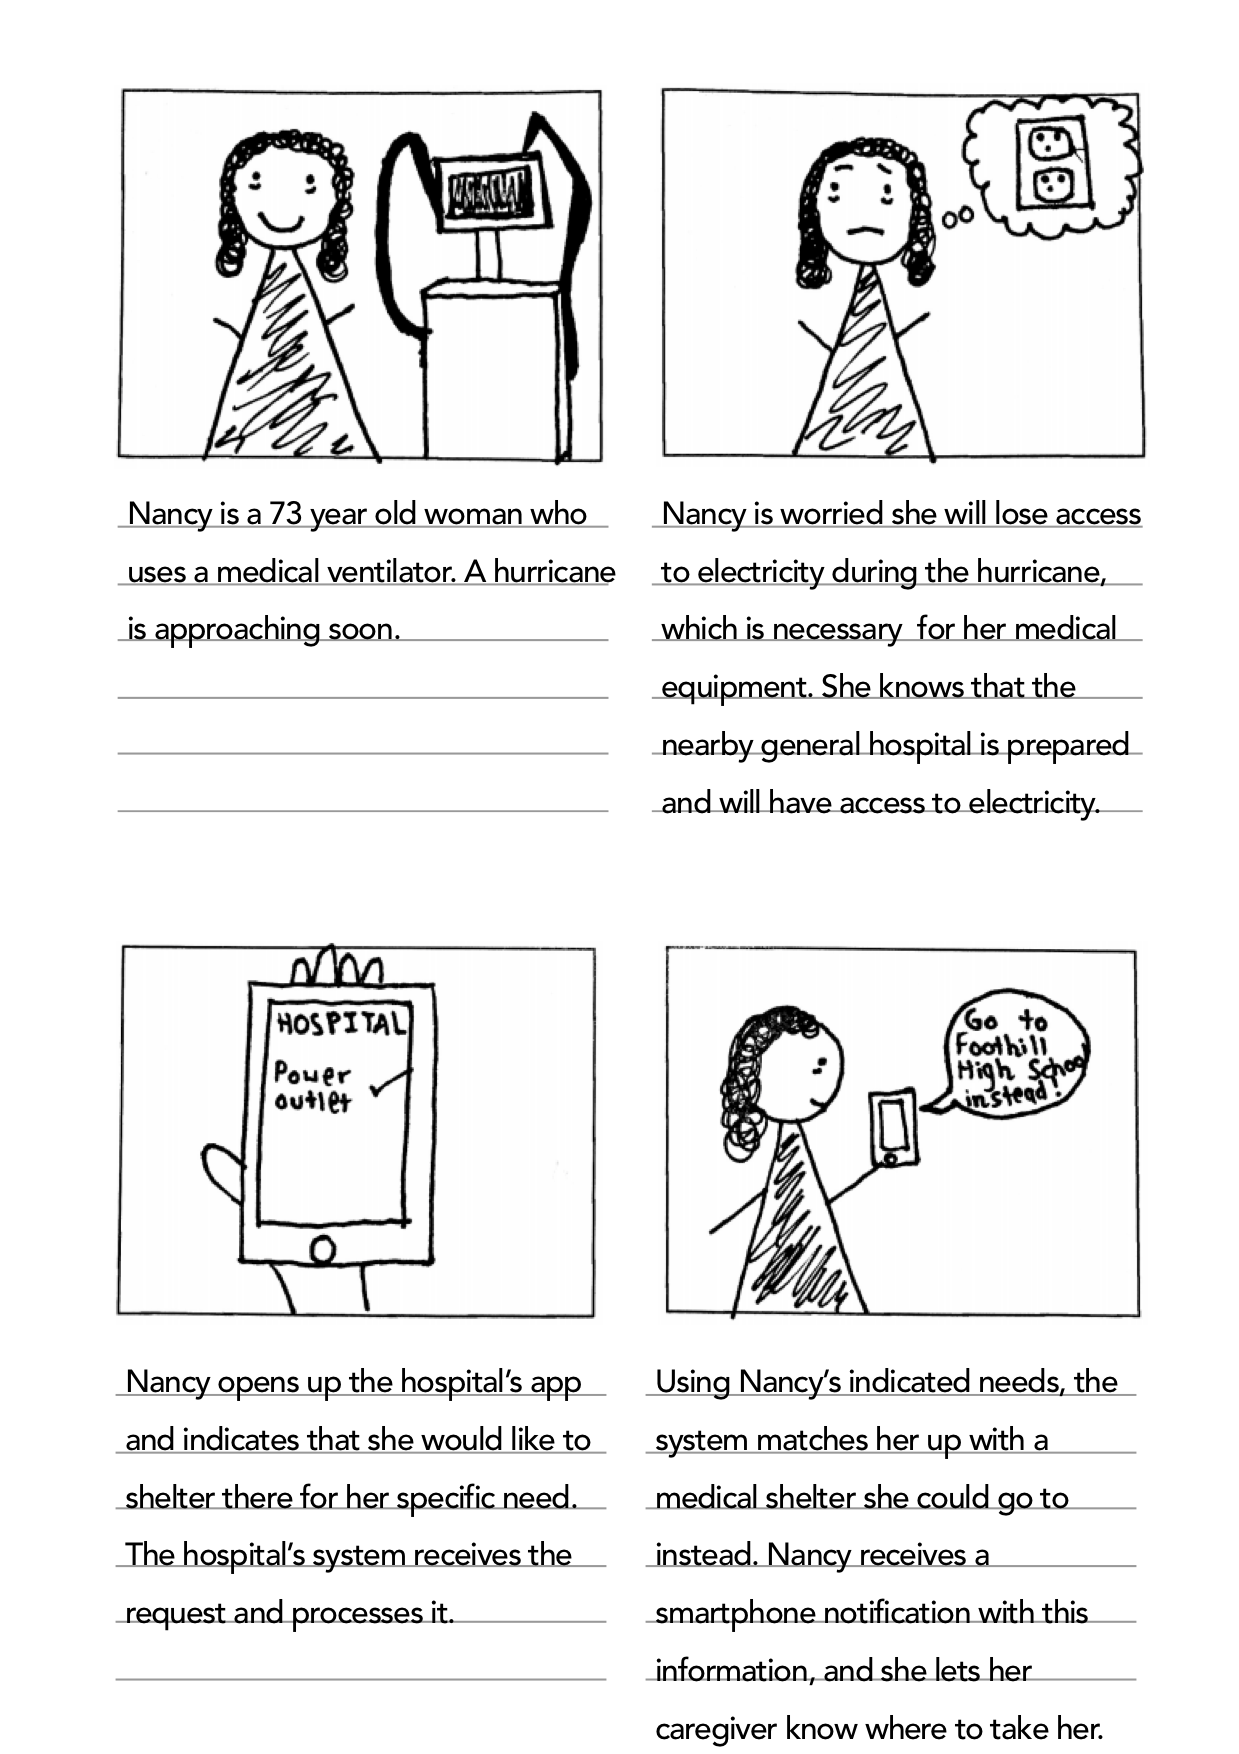 Nancy is a 73 year old woman who
uses a medical ventilator. A hurricane
is approaching soon.
Nancy is worried she will lose access
to electricity during the hurricane,
which is necessary  for her medical
equipment. She knows that the
nearby general hospital is prepared
and will have access to electricity.
HOSPITAL
Power
outlet ✓
Nancy opens up the hospital's app
and indicates that she would like to
shelter there for her specific need.
The hospital's system receives the
request and processes it.
Go to
Foothill
High School
instead!
Using Nancy's indicated needs, the
system matches her up with a
medical shelter she could go to
instead. Nancy receives a
smartphone notification with this
information, and she lets her
caregiver know where to take her.